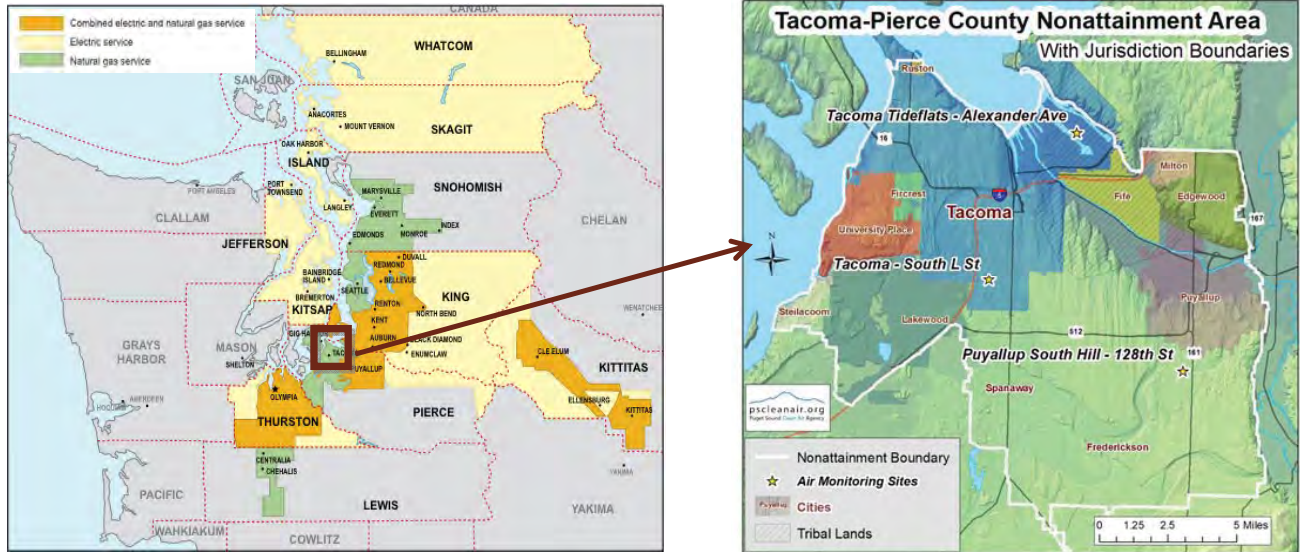 CANADA
Combined electric and natural gas service
Electric service
Natural gas service
WHATCOM
BELLINGHAM
SAN JUAN
ANACORTES
MOUNT VERNON
SKAGIT
OAK HARBOR
ISLAND
PORT ANGELES
PORT TOWNSEND
SNOHOMISH
MARYSVILLE
LANGLEY
EVERETT
CLALLAM
CHELAN
MONROE
INDEX
EDMONDS
JEFFERSON
DUVALL
REDMOND
BAINBRIDGE ISLAND
BELLEVUE
SEATTLE
BREMERTON
KING
KITSAP
RENTON
NORTH BEND
WENATCHEE
KENT
GIG HA
AUBURN
BLACK DIAMOND
GRAYS HARBOR
MASON
TACO
ENUMCLAW
CLE ELUM
SHELTON
UYALLUP
KITTITAS
OLYMPIA
ELLENSBURG
ABERDEEN
PIERCE
KITTITAS
THURSTON
CENTRALIA
CHEHALIS
YAKIMA
PACIFIC
LEWIS
YAKIMA
WAHKIAKUM
COWLITZ
Tacoma-Pierce County Nonattainment Area
With Jurisdiction Boundaries
Ruston
Tacoma Tideflats - Alexander Ave
16
Milton
Fircrest
5
Fife
Edgewood
Tacoma
167
University Place
N
Tacoma - South L St
Puyallup
Steilacoom
Lakewood
512
Puyallup South Hill - 128th St
161
Spanaway
pscleanair.org
Puget Sound Clean Air Agency
Frederickson
Nonattainment Boundary
Air Monitoring Sites
Puyallup
Cities
Tribal Lands
0 1.25 2.5 5 Miles